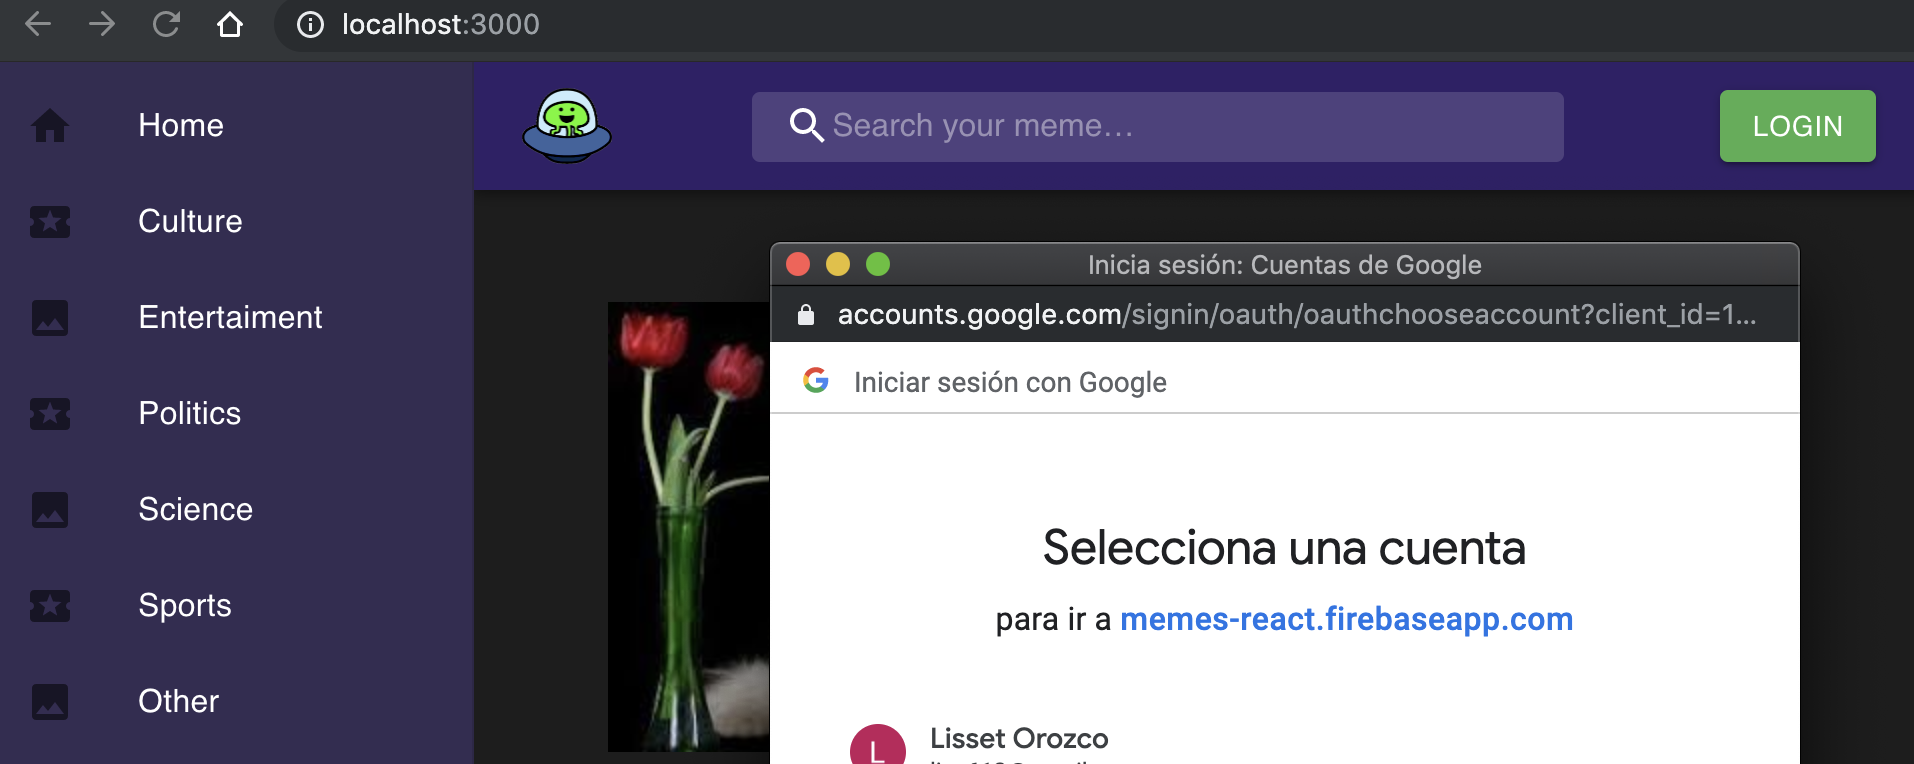 localhost:3000
Home
Culture
Entertaiment
Politics
Science
Sports
Other
Search your meme...
LOGIN
Inicia sesión: Cuentas de Google
accounts.google.com/signin/oauth/oauthchooseaccount?client_id=1...
Iniciar sesión con Google
Selecciona una cuenta
para ir a memes-react.firebaseapp.com
L
Lisset Orozco